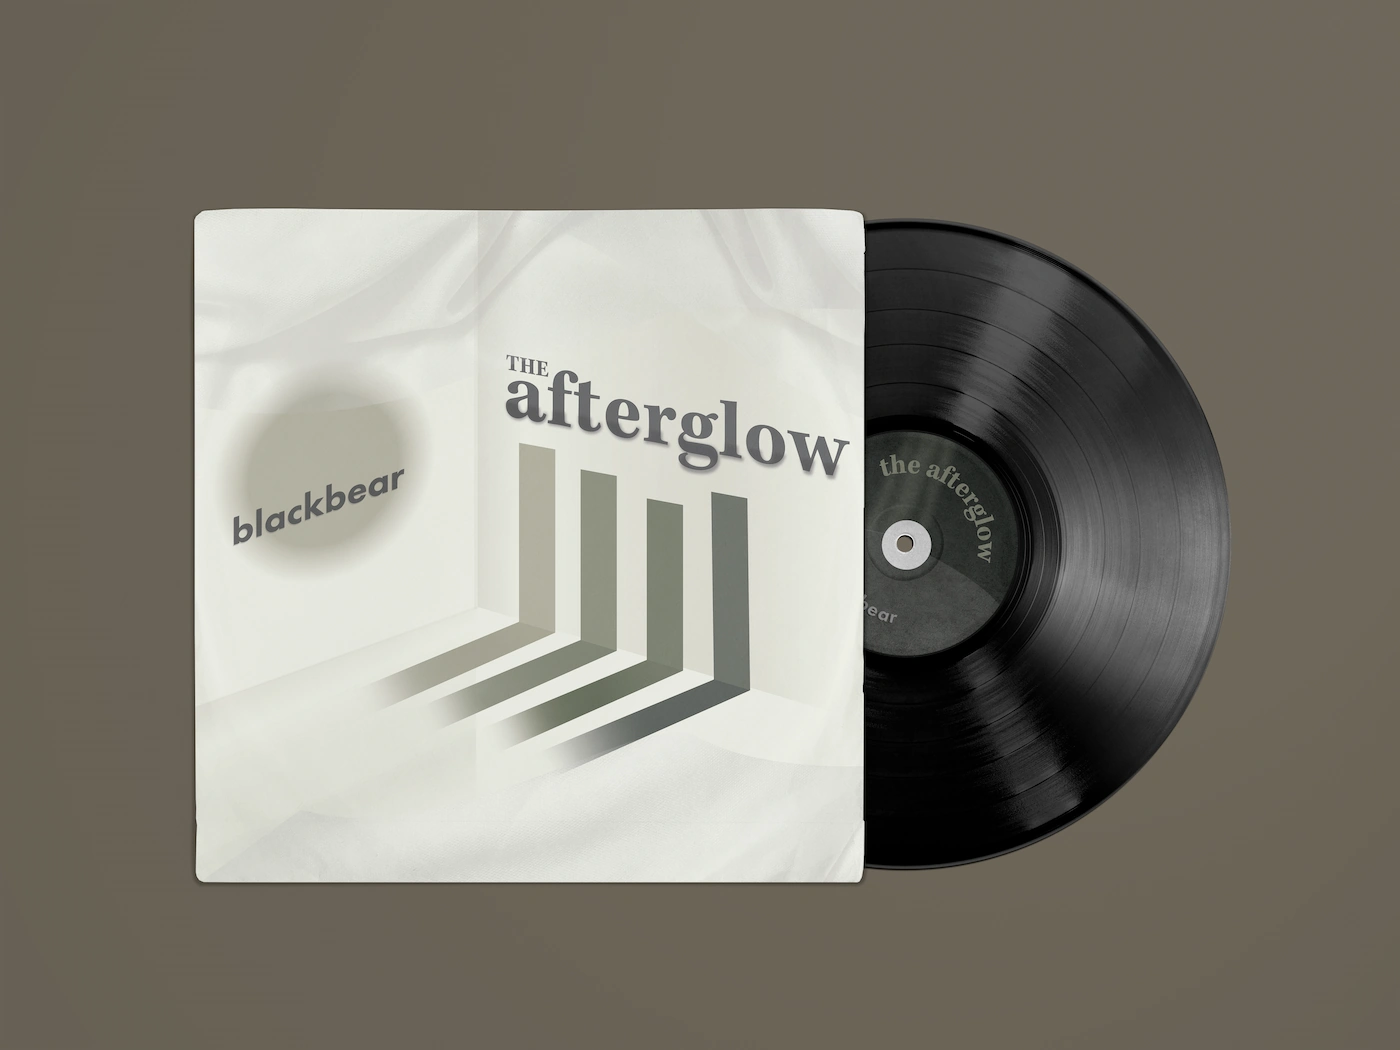 THE
afterglow
blackbear
the afterglow
bear